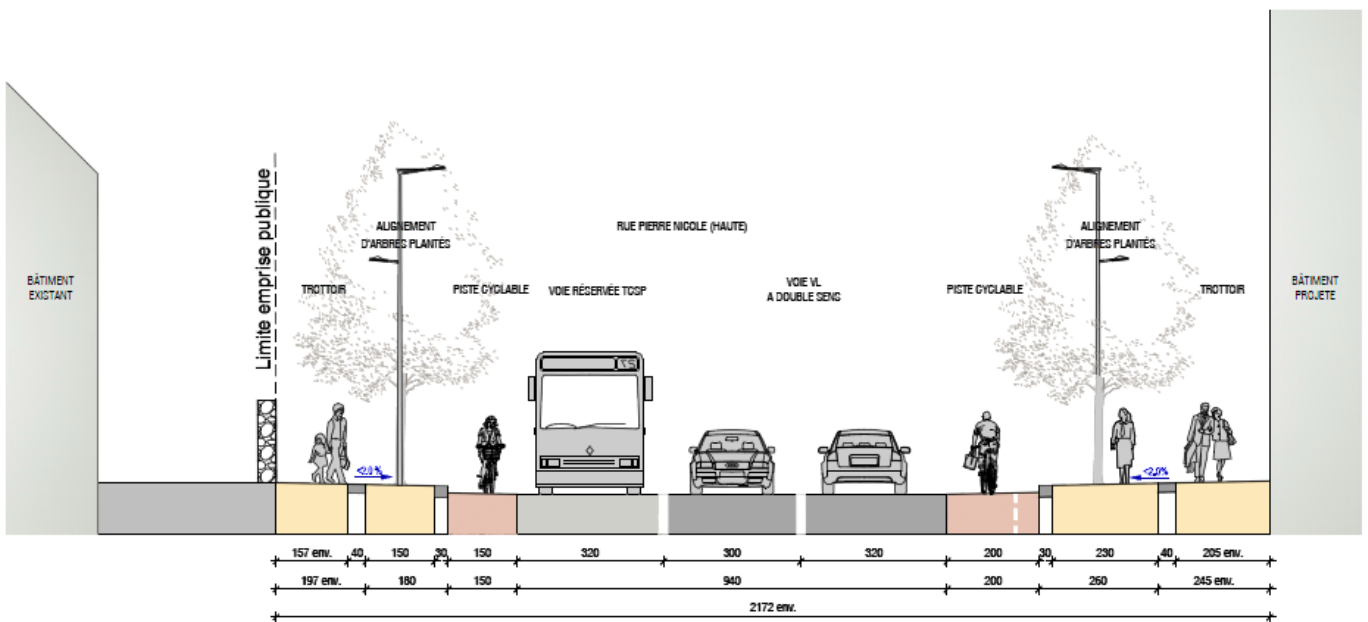 Limite emprise publique
RUE PIERRE NICOLE (HAUTE)
ALIGNEMENT
D'ARBRES PLANTÉS
ALIGNEMENT
D'ARBRES PLANTÉS
BÂTIMENT
EXISTANT
TROTTOIR
PISTE CYCLABLE
VOIE RÉSERVÉE TCSP
VOIE VL
A DOUBLE SENS
PISTE CYCLABLE
TROTTOIR
BÂTIMENT
PROJETE
<2.0 %
<2.0%
157 env. 40 150 30 150 320 300 320 200 30 230 40 205 env.
197 env. 180 150 940 200 260 245 env.
2172 env.